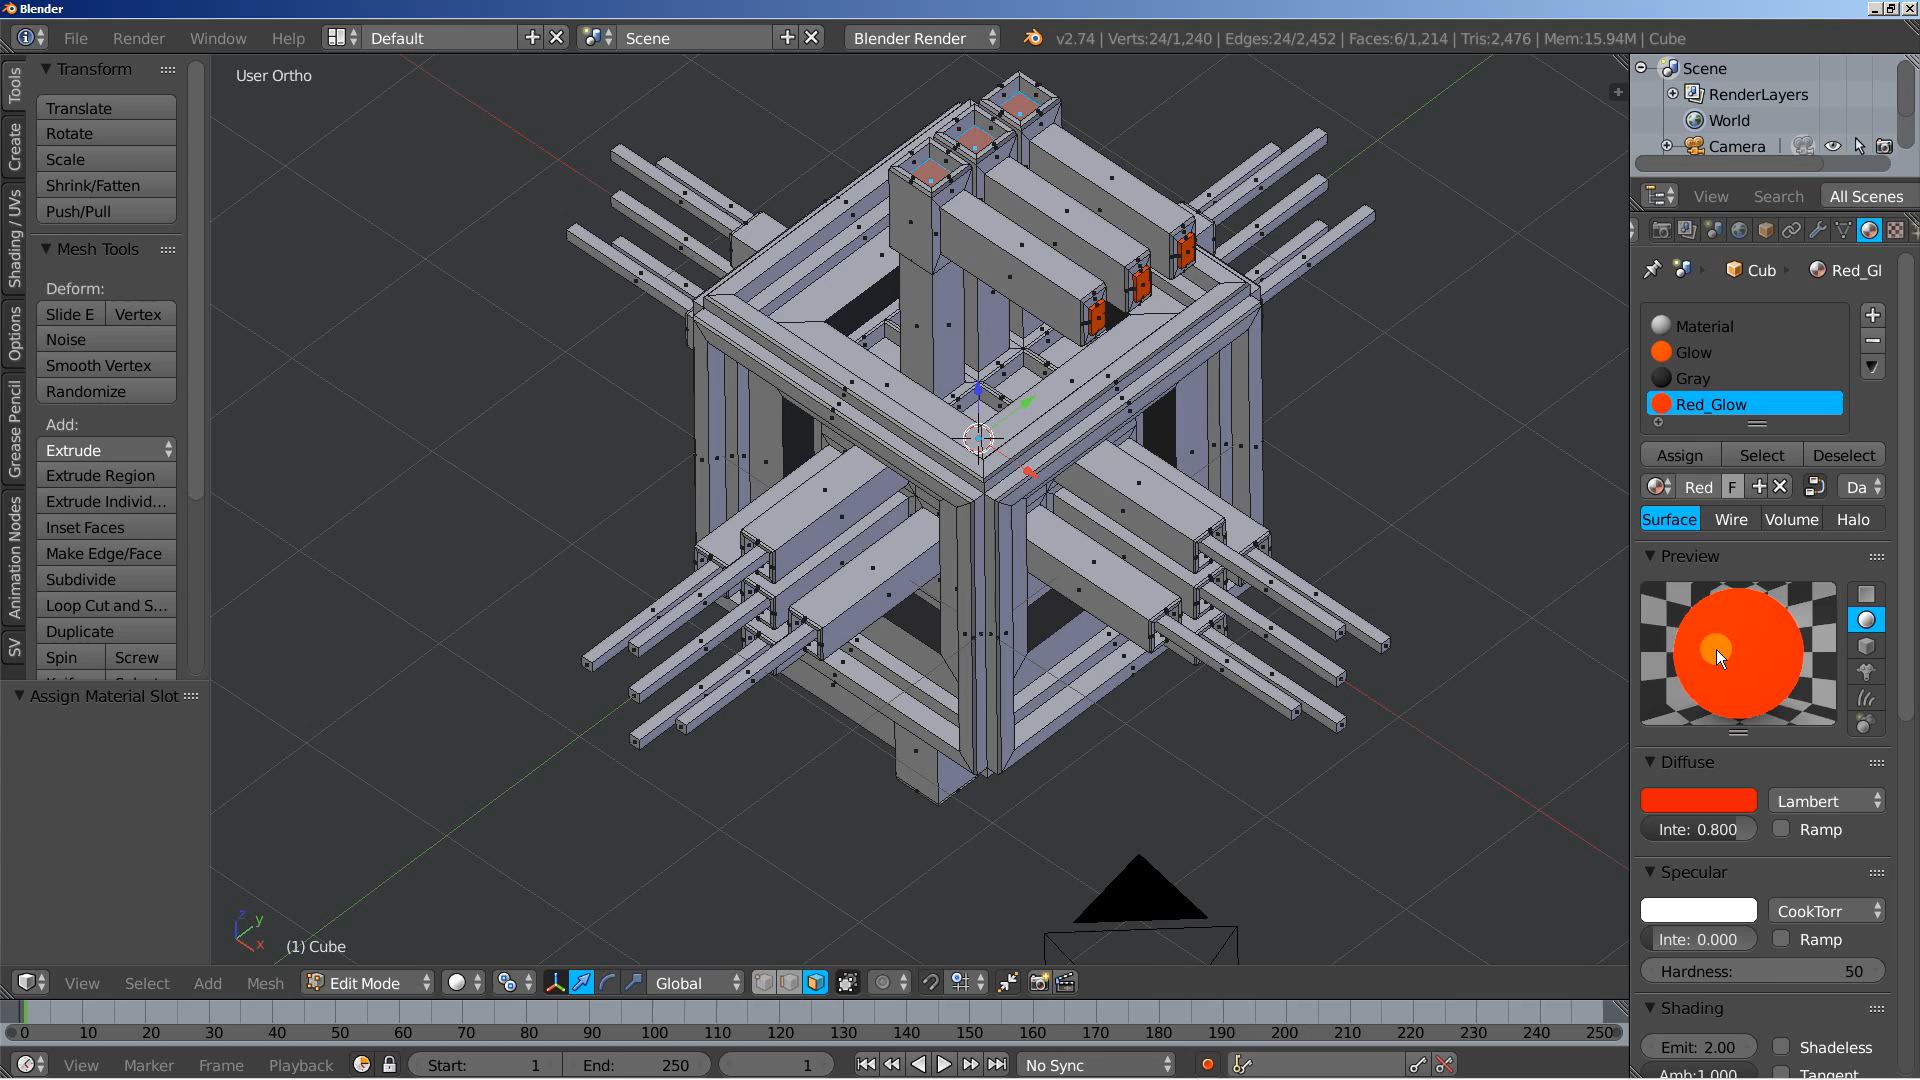 Blender
File Render Window Help Default Scene Blender Render v2.74 | Verts:24/1,240 | Edges:24/2,452 | Faces:6/1,214 | Tris:2,476 | Mem:15.94M | Cube
Tools
Create
Shading / UVs
Options
Grease Pencil
Animation Nodes
SV
Transform
Translate
Rotate
Scale
Shrink/Fatten
Push/Pull
Mesh Tools
Deform:
Slide E Vertex
Noise
Smooth Vertex
Randomize
Add:
Extrude
Extrude Region
Extrude Individ...
Inset Faces
Make Edge/Face
Subdivide
Loop Cut and S...
Duplicate
Spin Screw
Assign Material Slot
User Ortho
z
y
x
(1) Cube
Scene
RenderLayers
World
Camera
View Search All Scenes
Cub Red_Gl
Material
Glow
Gray
Red_Glow
Assign Select Deselect
Red F Da
Surface Wire Volume Halo
Preview
Diffuse
Lambert
Inte: 0.800 Ramp
Specular
CookTorr
Inte: 0.000 Ramp
Hardness: 50
Shading
Emit: 2.00 Shadeless
Amb:1.000 Tangent
View Select Add Mesh Edit Mode Global
0 10 20 30 40 50 60 70 80 90 100 110 120 130 140 150 160 170 180 190 200 210 220 230 240 250
View Marker Frame Playback Start: 1 End: 250 1 No Sync